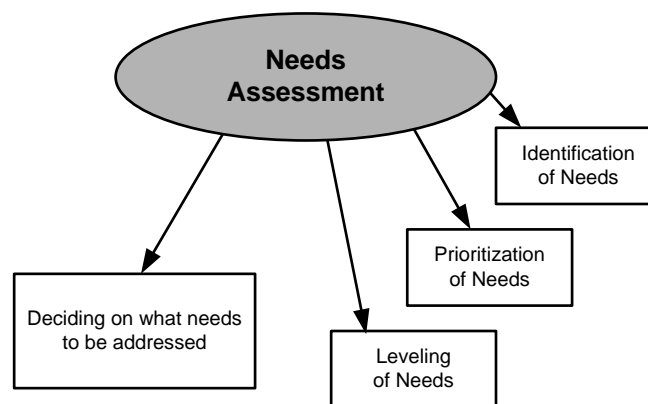 Needs
Assessment
Identification
of Needs
Prioritization
of Needs
Deciding on what needs
to be addressed
Leveling
of Needs